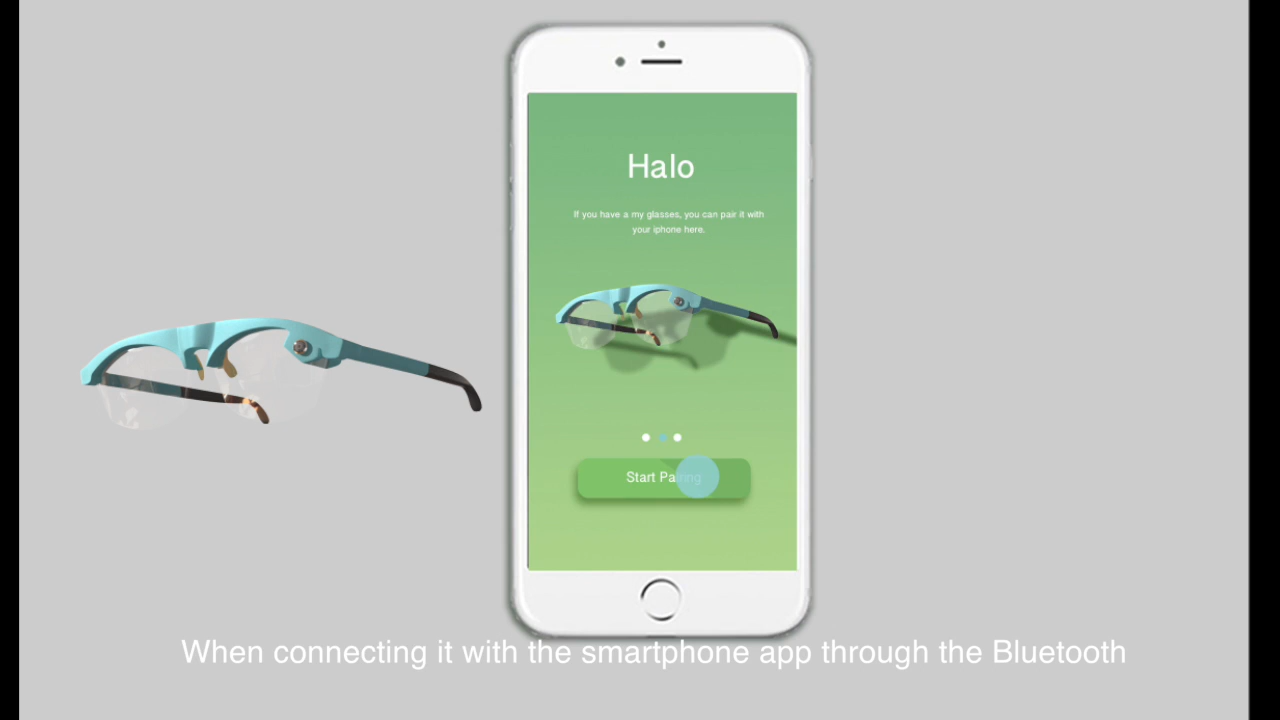 Halo
If you have a my glasses, you can pair it with
your iphone here.
Start Pairing
When connecting it with the smartphone app through the Bluetooth